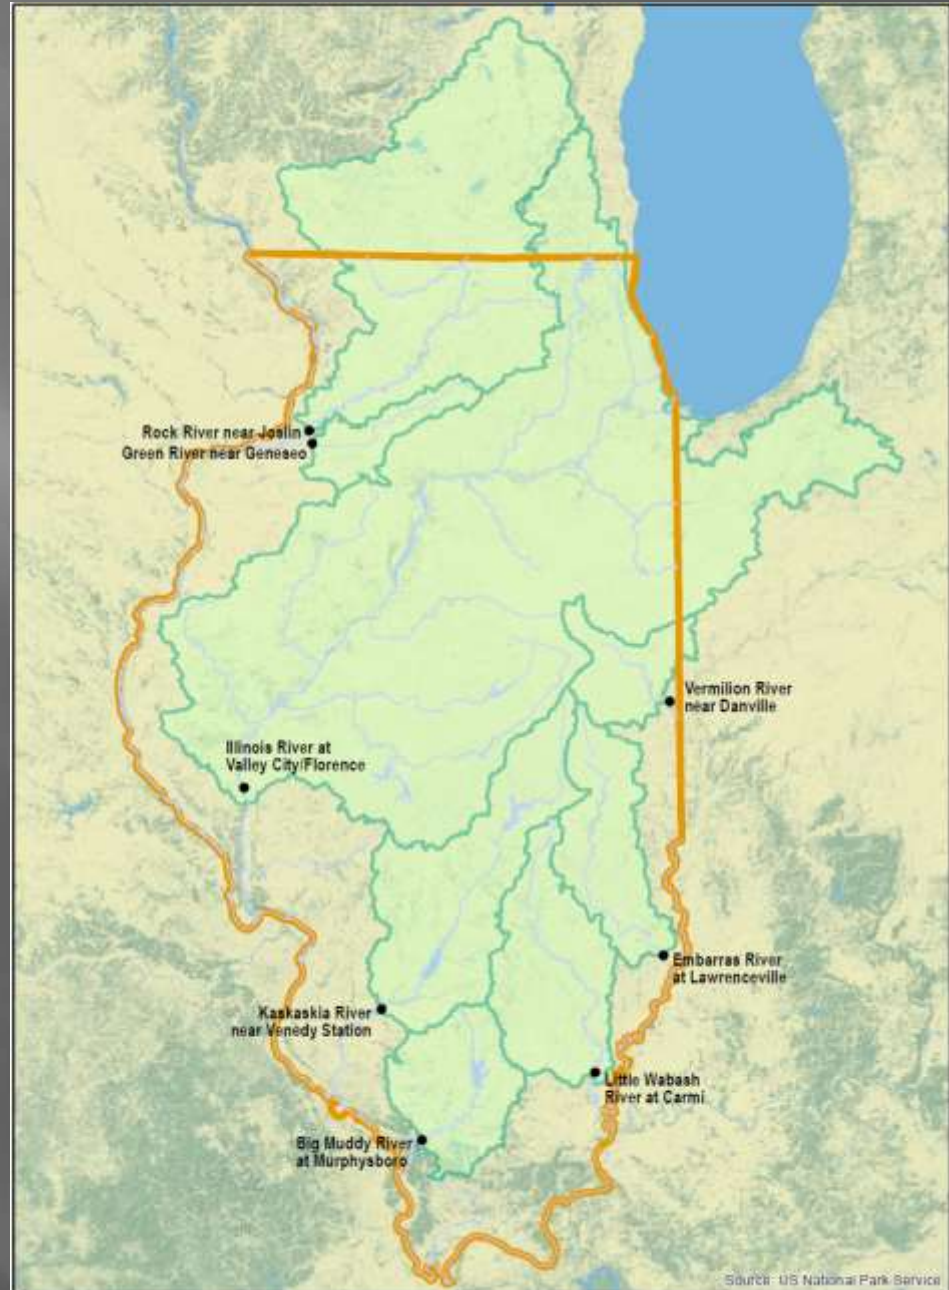 Rock River near Joslin
Green River near Geneseo
Vermilion River
near Danville
Illinois River at
Valley City/Florence
Embarras River
at Lawrenceville
Kaskaskia River
near Venedy Station
Little Wabash
River at Carmi
Big Muddy River
at Murphysboro
Source: US National Park Service